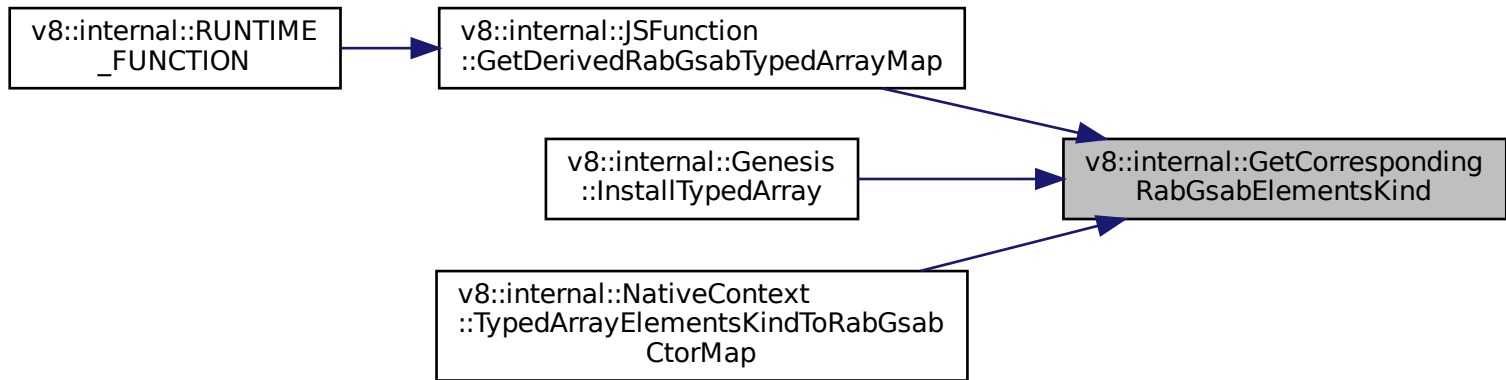 v8::internal::RUNTIME
_FUNCTION
v8::internal::JSFunction
::GetDerivedRabGsabTypedArrayMap
v8::internal::Genesis
::InstallTypedArray
v8::internal::GetCorresponding
RabGsabElementsKind
v8::internal::NativeContext
::TypedArrayElementsKindToRabGsab
CtorMap